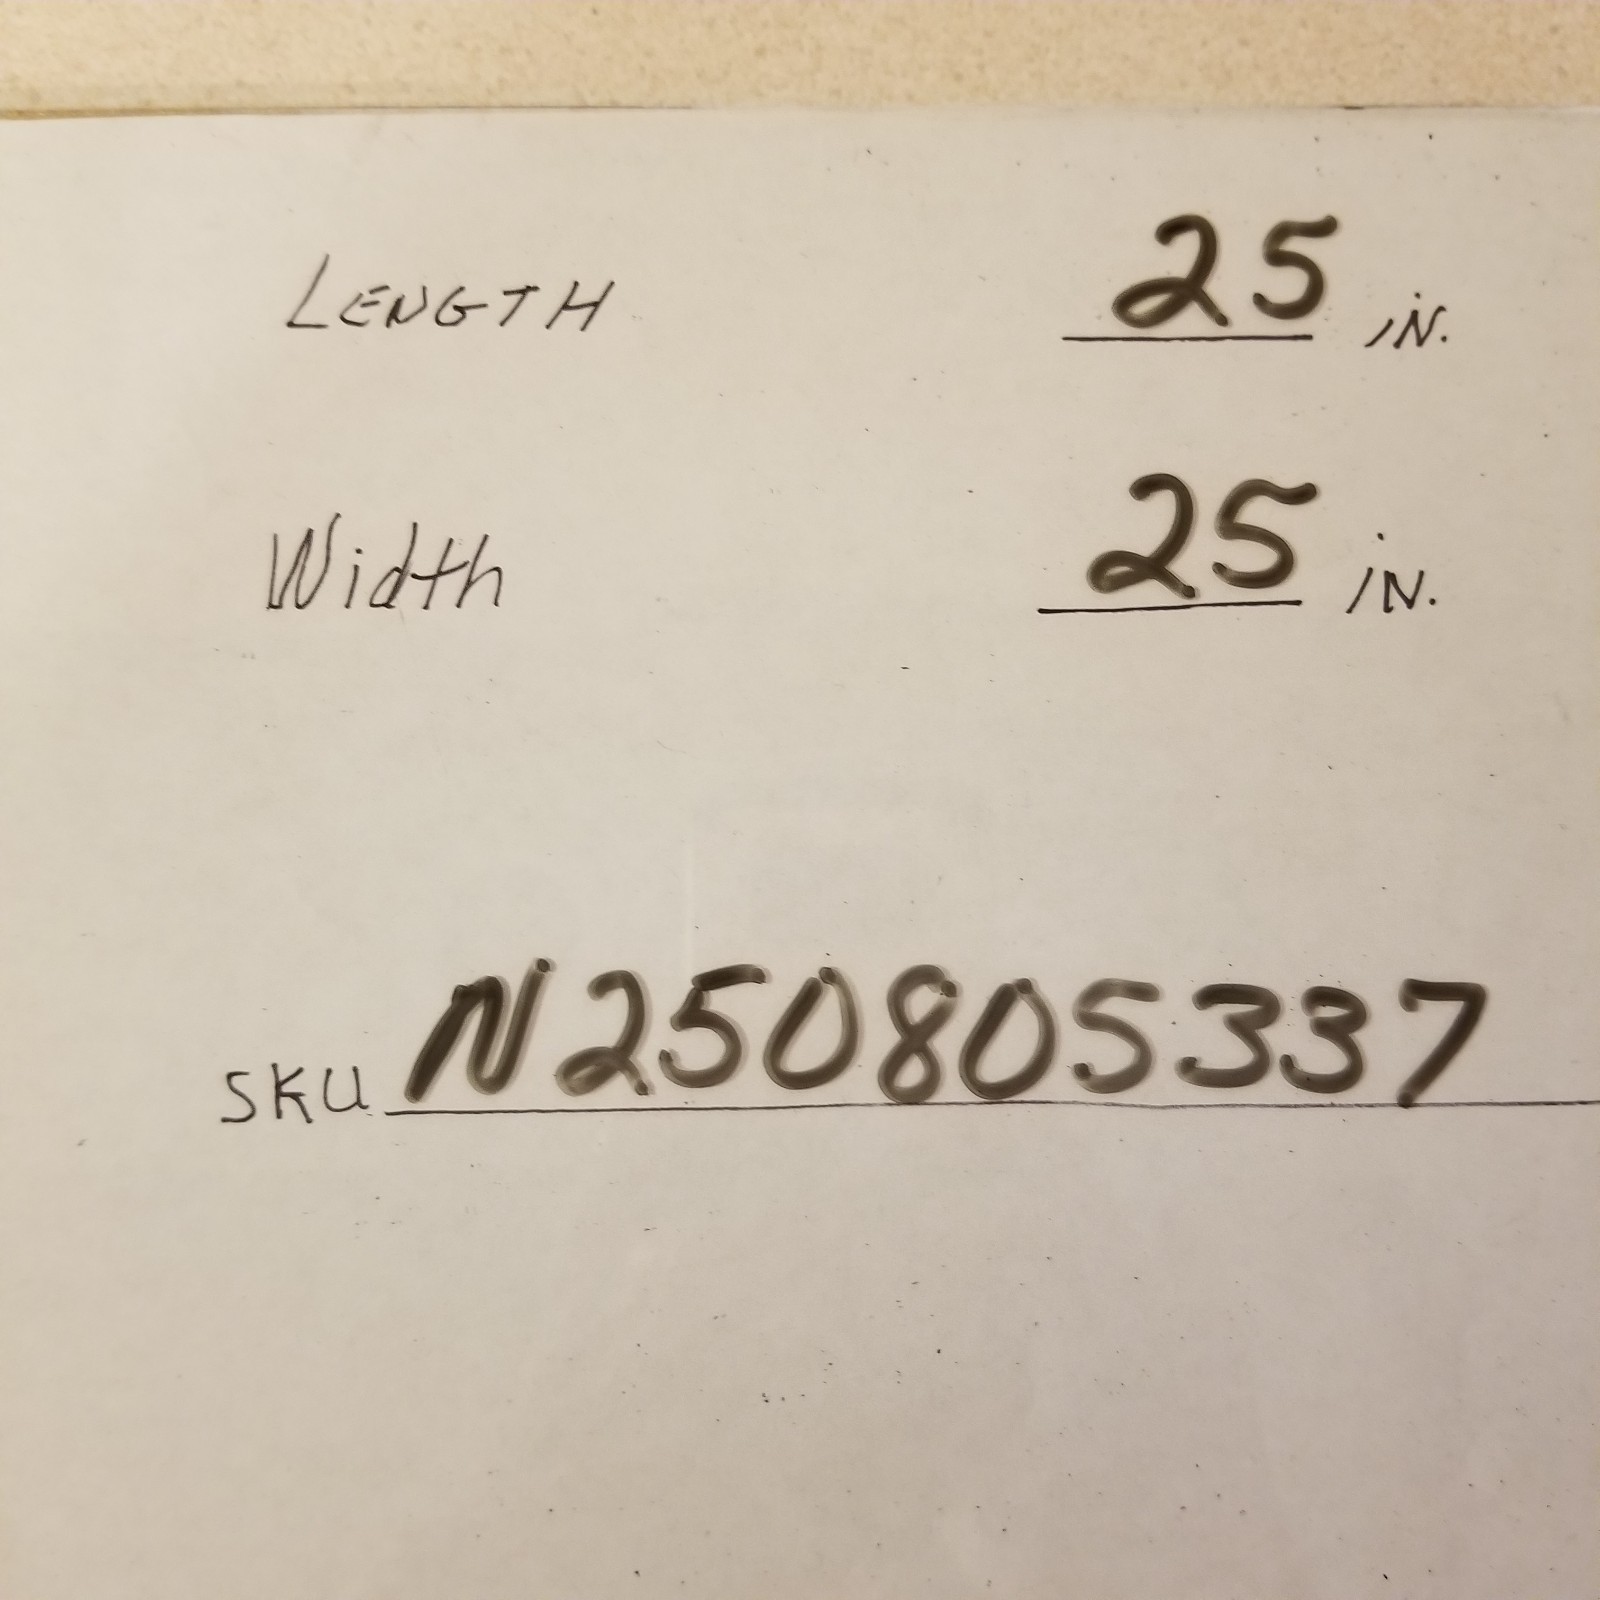 LENGTH 25 iN.
Width 25 iN.
SKU N250805337